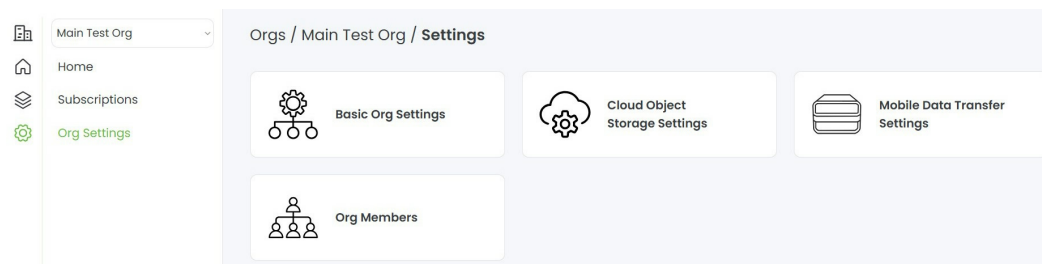 Main Test Org
Home
Subscriptions
Org Settings
Orgs / Main Test Org / Settings
Basic Org Settings
Cloud Object
Storage Settings
Mobile Data Transfer
Settings
Org Members